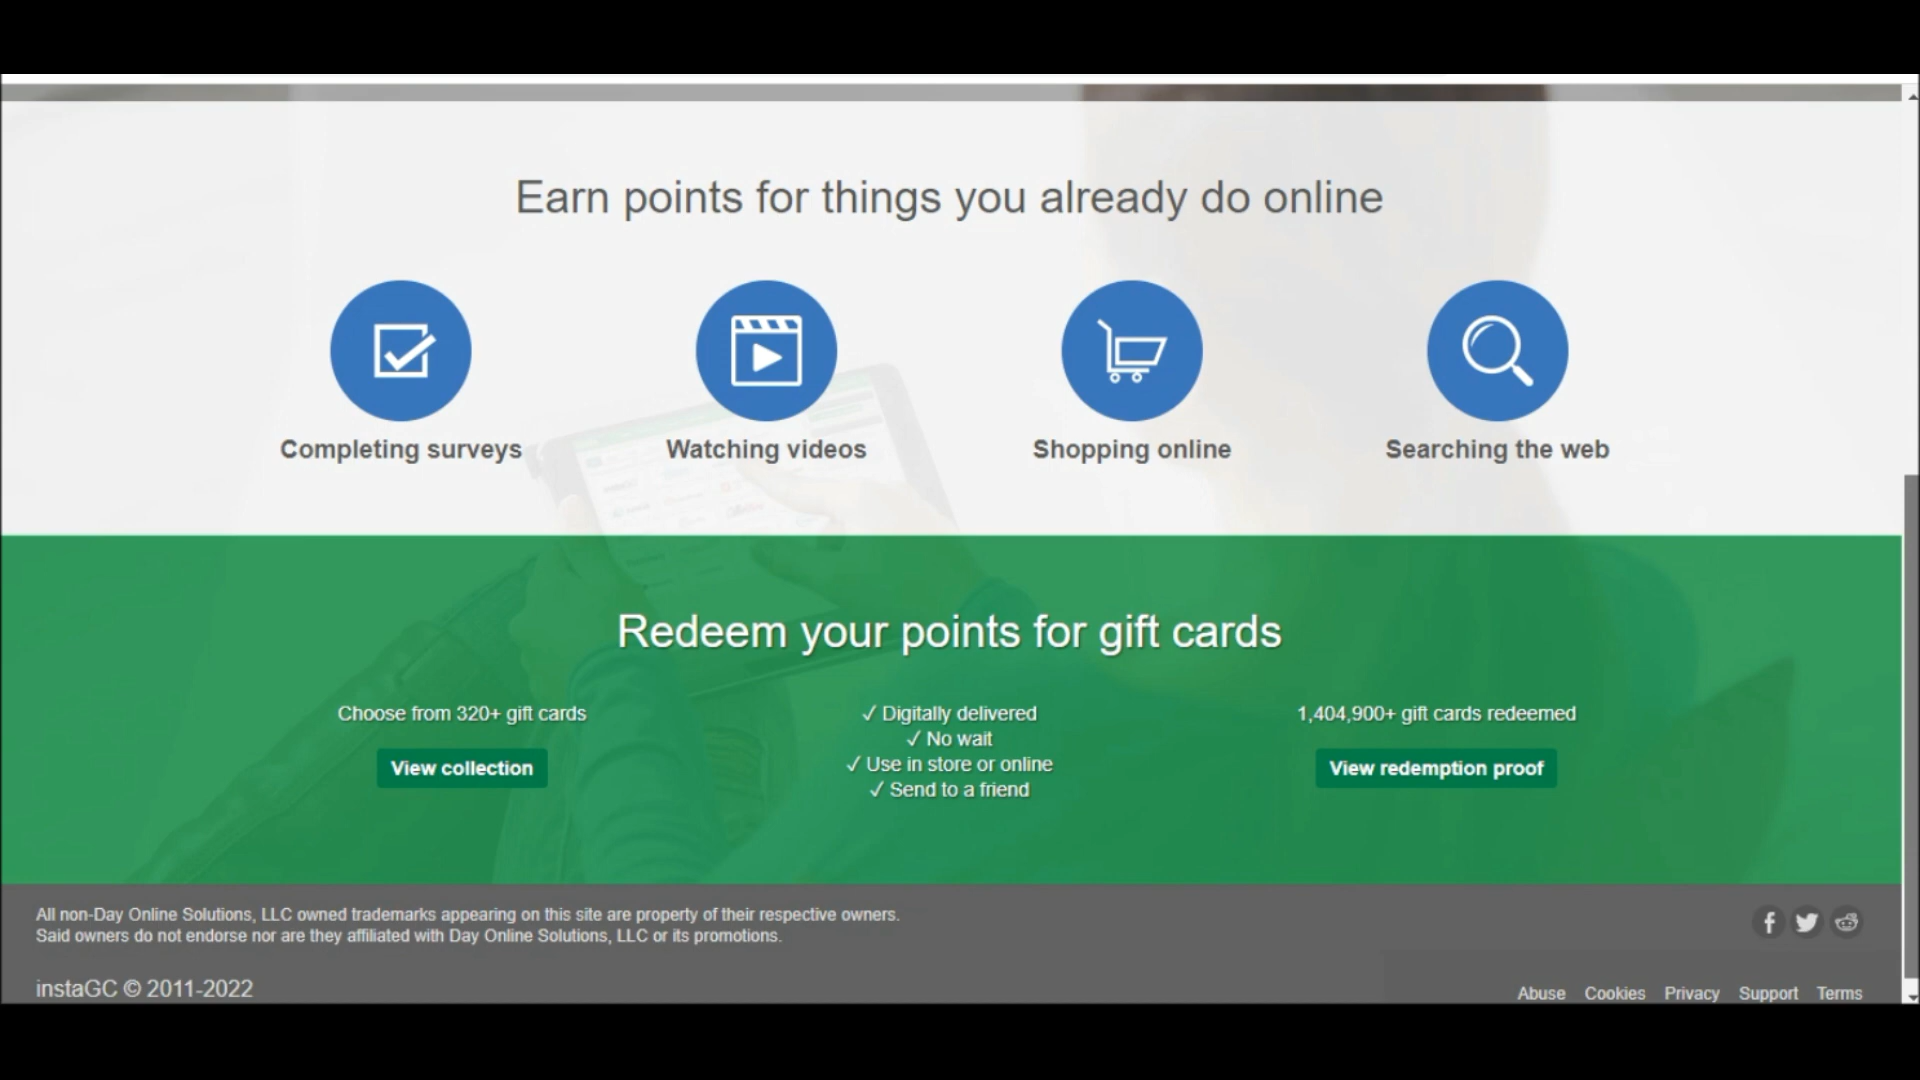 Earn points for things you already do online
Completing surveys
Watching videos
Shopping online
Searching the web
Redeem your points for gift cards
Choose from 320+ gift cards
View collection
✓ Digitally delivered
✓ No wait
✓ Use in store or online
✓ Send to a friend
1,404,900+ gift cards redeemed
View redemption proof
All non-Day Online Solutions, LLC owned trademarks appearing on this site are property of their respective owners.
Said owners do not endorse nor are they affiliated with Day Online Solutions, LLC or its promotions.
instaGC © 2011-2022
Abuse Cookies Privacy Support Terms